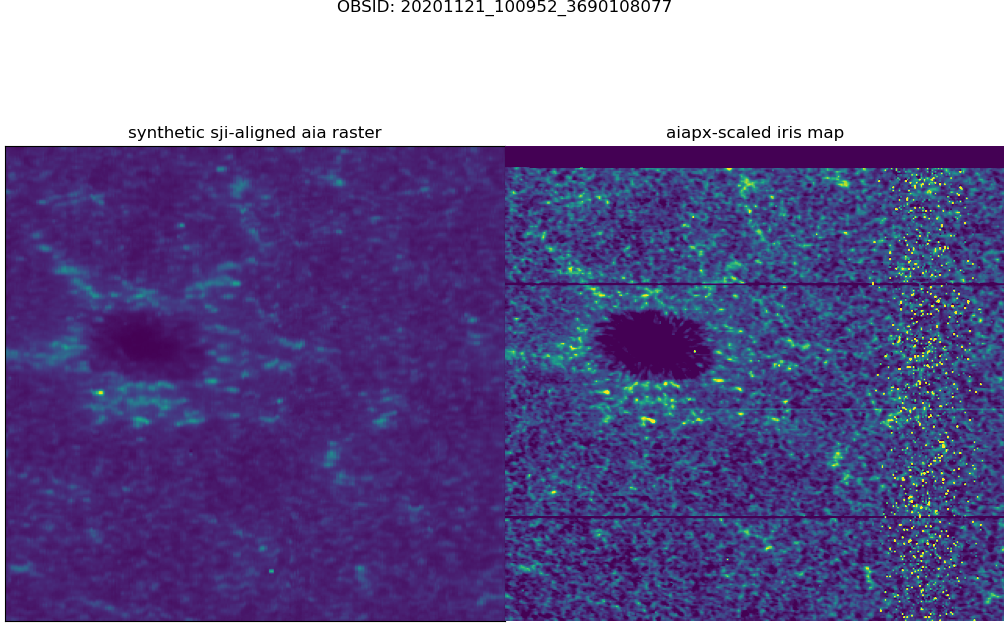 OBSID: 20201121_100952_3690108077
synthetic sji-aligned aia raster
aiapx-scaled iris map